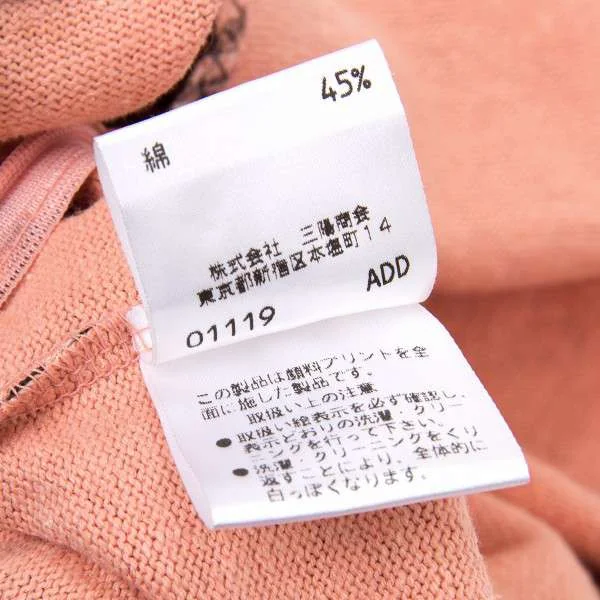 綿 45%
株式会社 三陽商会
東京都新宿区本塩町14
01119 ADD
この製品は顔料プリントを全
面に施した製品です。
取扱い上の注意
●取扱い絵表示を必ず確認し、
表示どおりの洗濯・クリー
ニングを行って下さい。
●洗濯・クリーニングをくり
返すことにより、全体的に
白っぽくなります。